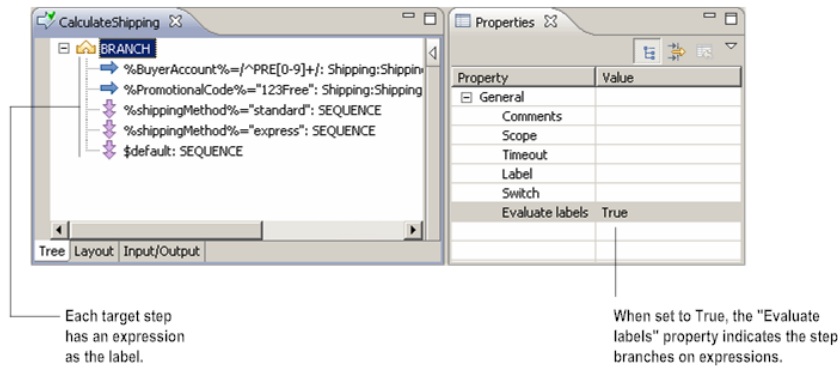 CalculateShipping
BRANCH
%BuyerAccount%=/^PRE[0-9]+/: Shipping:Shippin
%PromotionalCode%="123Free": Shipping:Shipping
%shippingMethod%="standard": SEQUENCE
%shippingMethod%="express": SEQUENCE
$default: SEQUENCE
Tree Layout Input/Output
Properties
Property Value
General
Comments
Scope
Timeout
Label
Switch
Evaluate labels True
Each target step
has an expression
as the label.
When set to True, the "Evaluate
labels" property indicates the step
branches on expressions.